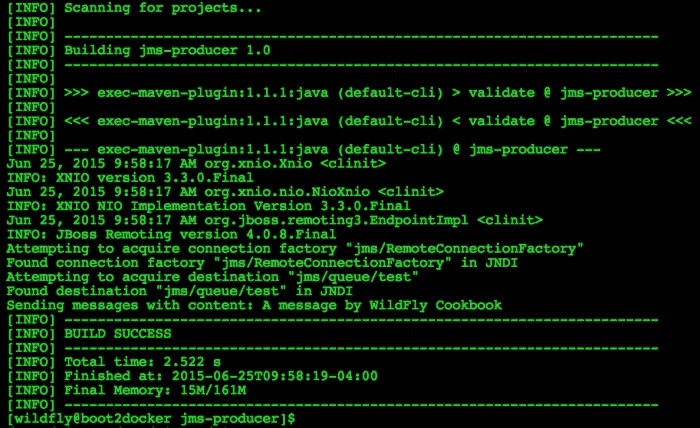 [INFO] Scanning for projects...
[INFO]
[INFO] ------------------------------------------------------------------------
[INFO] Building jms-producer 1.0
[INFO] ------------------------------------------------------------------------
[INFO]
[INFO] >>> exec-maven-plugin:1.1.1:java (default-cli) > validate @ jms-producer >>>
[INFO]
[INFO] <<< exec-maven-plugin:1.1.1:java (default-cli) < validate @ jms-producer <<<
[INFO]
[INFO] --- exec-maven-plugin:1.1.1:java (default-cli) @ jms-producer ---
Jun 25, 2015 9:58:17 AM org.xnio.Xnio <clinit>
INFO: XNIO version 3.3.0.Final
Jun 25, 2015 9:58:17 AM org.xnio.nio.NioXnio <clinit>
INFO: XNIO NIO Implementation Version 3.3.0.Final
Jun 25, 2015 9:58:17 AM org.jboss.remoting3.EndpointImpl <clinit>
INFO: JBoss Remoting version 4.0.8.Final
Attempting to acquire connection factory "jms/RemoteConnectionFactory"
Found connection factory "jms/RemoteConnectionFactory" in JNDI
Attempting to acquire destination "jms/queue/test"
Found destination "jms/queue/test" in JNDI
Sending messages with content: A message by WildFly Cookbook
[INFO] ------------------------------------------------------------------------
[INFO] BUILD SUCCESS
[INFO] ------------------------------------------------------------------------
[INFO] Total time: 2.522 s
[INFO] Finished at: 2015-06-25T09:58:19-04:00
[INFO] Final Memory: 15M/161M
[INFO] ------------------------------------------------------------------------
[wildfly@boot2docker jms-producer]$